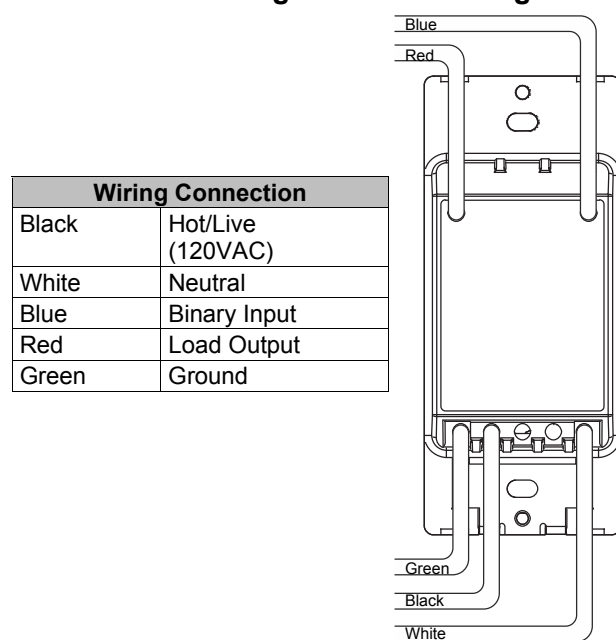 Blue
Red
Wiring Connection
Black Hot/Live
(120VAC)
White Neutral
Blue Binary Input
Red Load Output
Green Ground
Green
Black
White